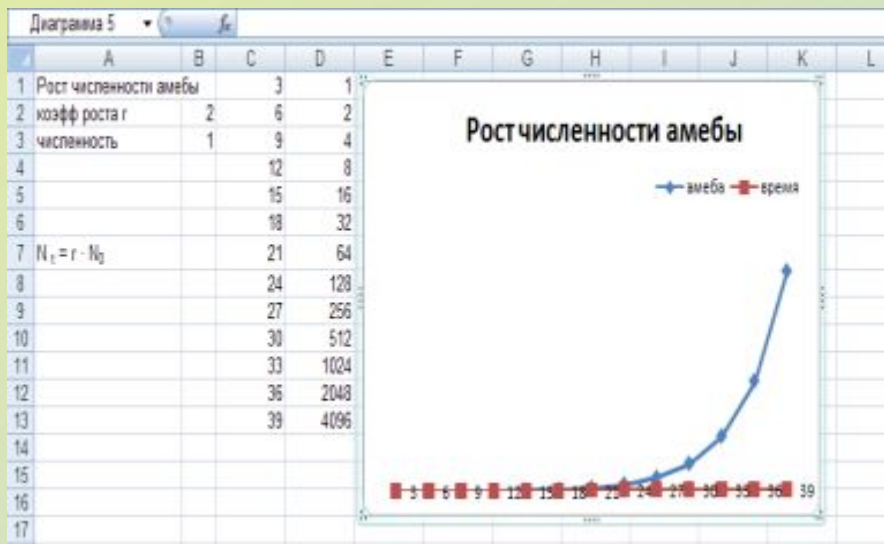 Диаграмма 5 fx
A B C D E F G H I J K L
1 Рост численности амебы 3 1
2 коэфф роста r 2 6 2
3 численность 1 9 4
4 12 8
5 15 16
6 18 32
7 N t = r · N0 21 64
8 24 128
9 27 256
10 30 512
11 33 1024
12 36 2048
13 39 4096
14
15
16
17
Рост численности амебы
амеба время
3 6 9 12 15 18 21 24 27 30 33 36 39